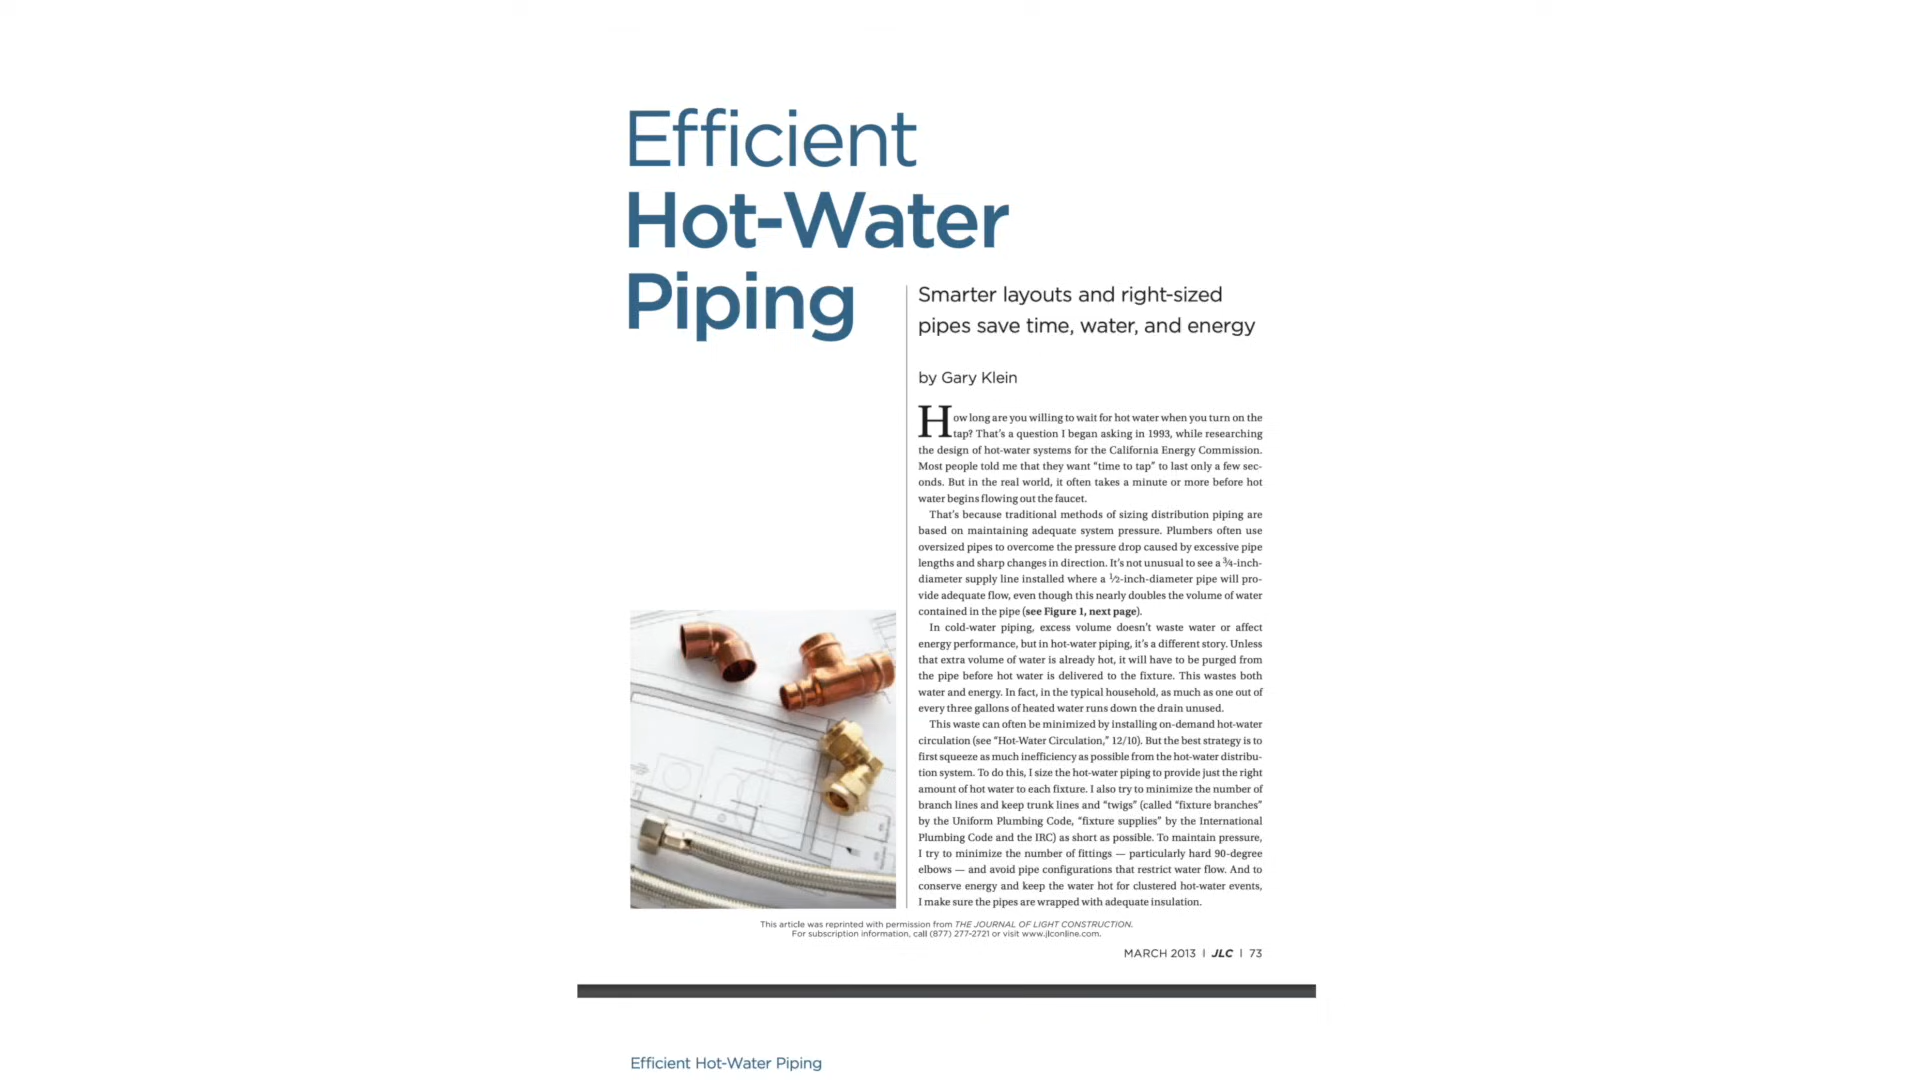 Efficient
Hot-Water
Piping
Smarter layouts and right-sized
pipes save time, water, and energy
by Gary Klein
How long are you willing to wait for hot water when you turn on the
tap? That’s a question I began asking in 1993, while researching
the design of hot-water systems for the California Energy Commission.
Most people told me that they want “time to tap” to last only a few sec-
onds. But in the real world, it often takes a minute or more before hot
water begins flowing out the faucet.
That’s because traditional methods of sizing distribution piping are
based on maintaining adequate system pressure. Plumbers often use
oversized pipes to overcome the pressure drop caused by excessive pipe
lengths and sharp changes in direction. It’s not unusual to see a ¾-inch-
diameter supply line installed where a ½-inch-diameter pipe will pro-
vide adequate flow, even though this nearly doubles the volume of water
contained in the pipe (see Figure 1, next page).
In cold-water piping, excess volume doesn’t waste water or affect
energy performance, but in hot-water piping, it’s a different story. Unless
that extra volume of water is already hot, it will have to be purged from
the pipe before hot water is delivered to the fixture. This wastes both
water and energy. In fact, in the typical household, as much as one out of
every three gallons of heated water runs down the drain unused.
This waste can often be minimized by installing on-demand hot-water
circulation (see “Hot-Water Circulation,” 12/10). But the best strategy is to
first squeeze as much inefficiency as possible from the hot-water distribu-
tion system. To do this, I size the hot-water piping to provide just the right
amount of hot water to each fixture. I also try to minimize the number of
branch lines and keep trunk lines and “twigs” (called “fixture branches”
by the Uniform Plumbing Code, “fixture supplies” by the International
Plumbing Code and the IRC) as short as possible. To maintain pressure,
I try to minimize the number of fittings — particularly hard 90-degree
elbows — and avoid pipe configurations that restrict water flow. And to
conserve energy and keep the water hot for clustered hot-water events,
I make sure the pipes are wrapped with adequate insulation.
This article was reprinted with permission from THE JOURNAL OF LIGHT CONSTRUCTION.
For subscription information, call (877) 277-2721 or visit www.jlconline.com.
MARCH 2013 | JLC | 73
Efficient Hot-Water Piping